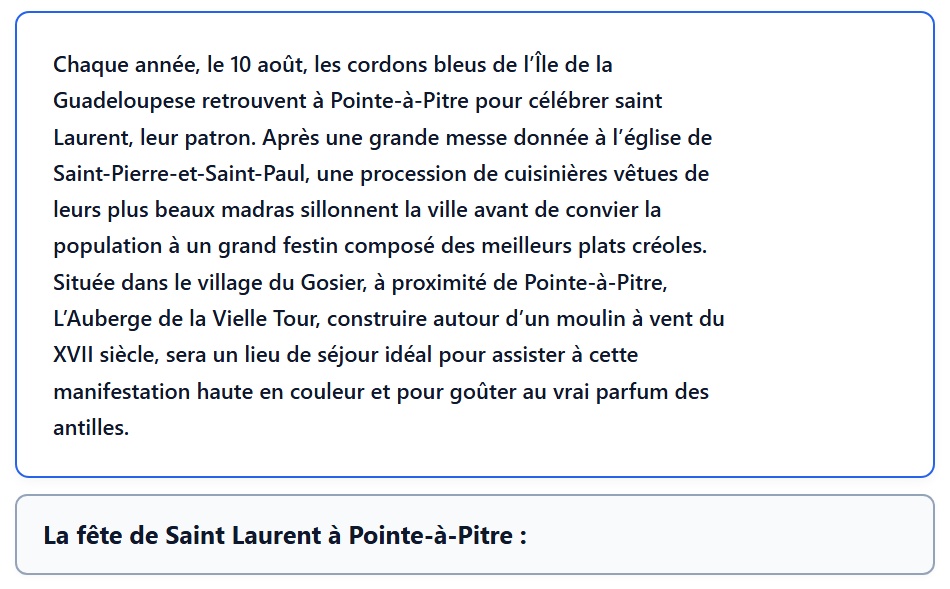 Chaque année, le 10 août, les cordons bleus de l’Île de la
Guadeloupese retrouvent à Pointe-à-Pitre pour célébrer saint
Laurent, leur patron. Après une grande messe donnée à l’église de
Saint-Pierre-et-Saint-Paul, une procession de cuisinières vêtues de
leurs plus beaux madras sillonnent la ville avant de convier la
population à un grand festin composé des meilleurs plats créoles.
Située dans le village du Gosier, à proximité de Pointe-à-Pitre,
L’Auberge de la Vielle Tour, construire autour d’un moulin à vent du
XVII siècle, sera un lieu de séjour idéal pour assister à cette
manifestation haute en couleur et pour goûter au vrai parfum des
antilles.
La fête de Saint Laurent à Pointe-à-Pitre :